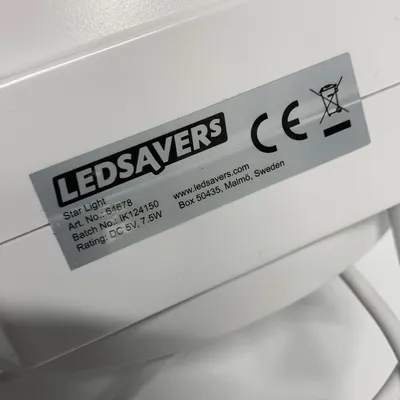 LEDSAVERS
Star Light
Art. No.: 64678
Batch No.: IK124150
Rating: DC 5V, 7.5W
www.ledsavers.com
Box 50435, Malmö, Sweden
CE